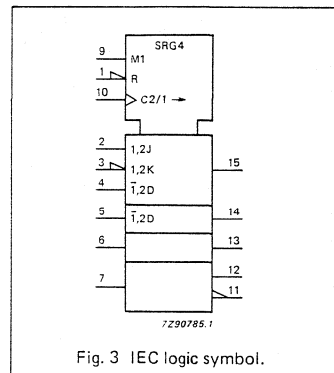 SRG4
9 M1
1 R
10 C2/1 →
2 1,2J
3 1,2K 15
4 1̅,2D
5 1̅,2D 14
6 13
12
7 11
7Z90785.1
Fig. 3 IEC logic symbol.